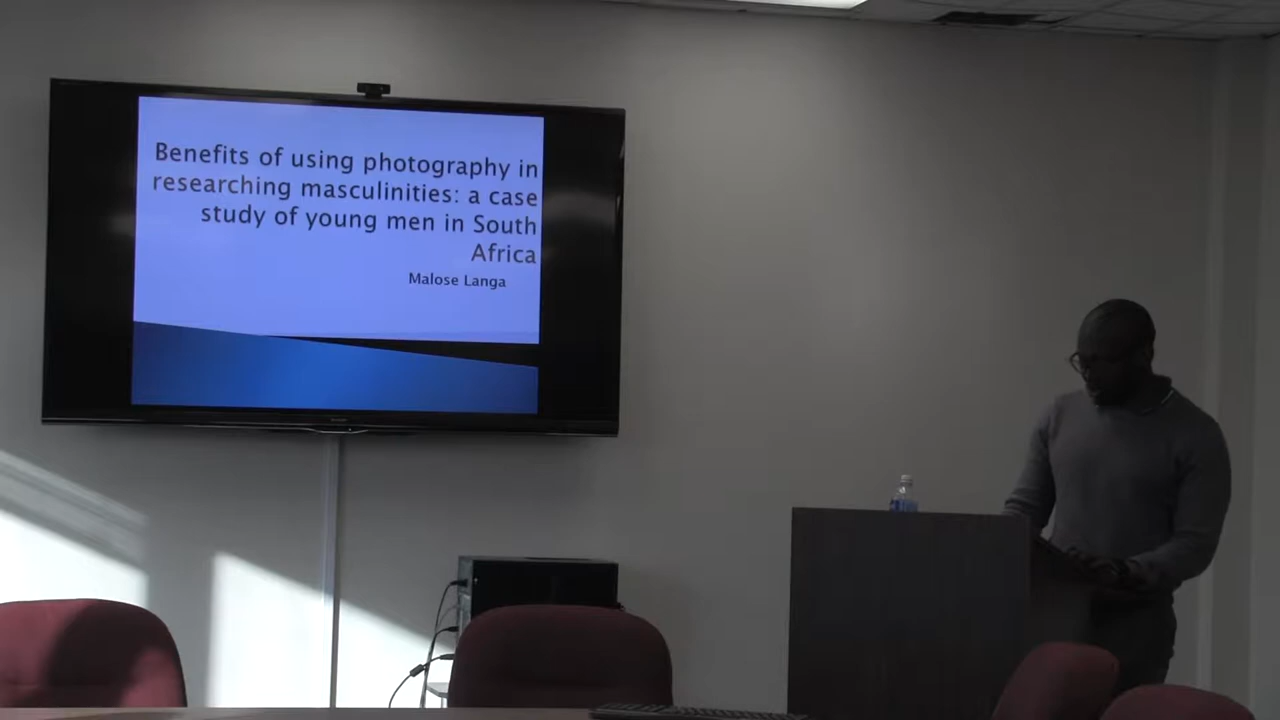 Benefits of using photography in
researching masculinities: a case
study of young men in South
Africa
Malose Langa